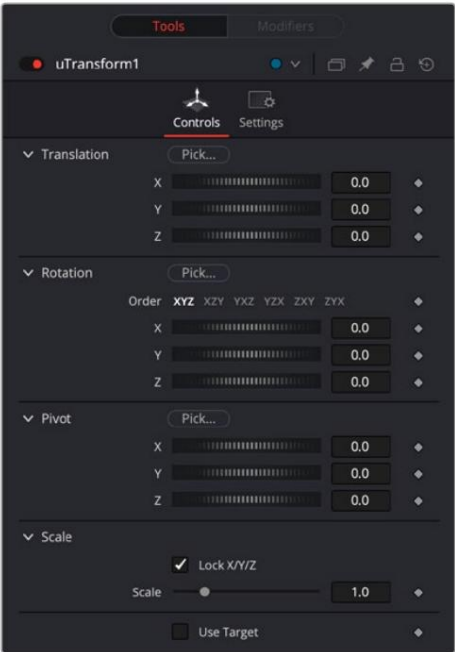 Tools Modifiers
uTransform1
Controls Settings
Translation Pick...
X 0.0
Y 0.0
Z 0.0
Rotation Pick...
Order XYZ XZY YXZ YZX ZXY ZYX
X 0.0
Y 0.0
Z 0.0
Pivot Pick...
X 0.0
Y 0.0
Z 0.0
Scale
Lock X/Y/Z
Scale 1.0
Use Target